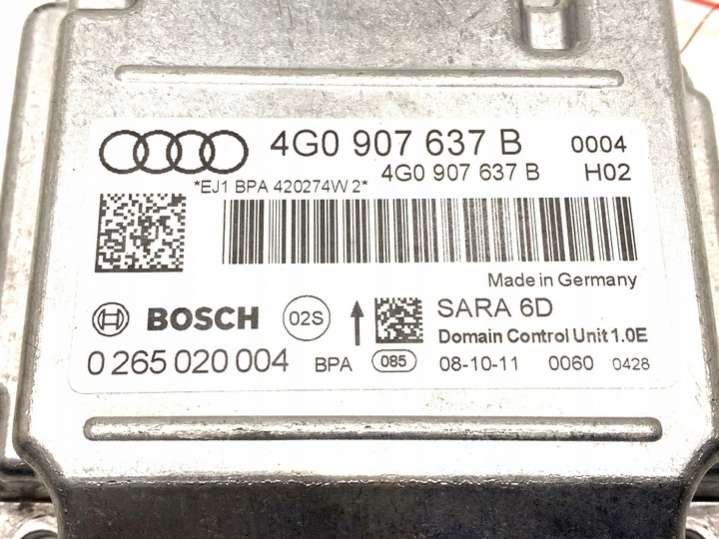 4G0 907 637 B 0004
4G0 907 637 B H02
*EJ1 BPA 420274W 2*
Made in Germany
BOSCH 02S SARA 6D
Domain Control Unit 1.0E
0 265 020 004 BPA 085 08-10-11 0060 0428